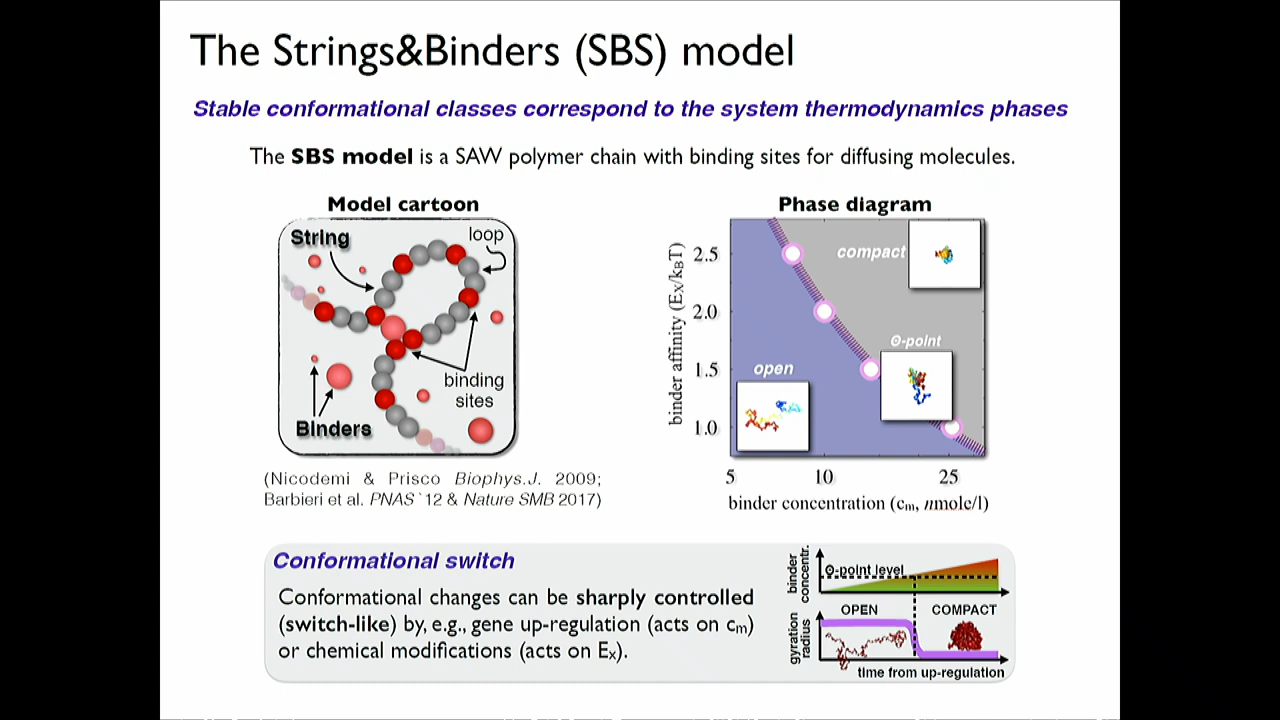 The Strings&Binders (SBS) model
Stable conformational classes correspond to the system thermodynamics phases
The SBS model is a SAW polymer chain with binding sites for diffusing molecules.
Model cartoon
String
loop
binding
sites
Binders
(Nicodemi & Prisco Biophys.J. 2009;
Barbieri et al. PNAS `12 & Nature SMB 2017)
Phase diagram
binder affinity (Eₓ/k_BT)
2.5
2.0
1.5
1.0
compact
Θ-point
open
5 10 25
binder concentration (cₘ, nmole/l)
Conformational switch
Conformational changes can be sharply controlled
(switch-like) by, e.g., gene up-regulation (acts on cₘ)
or chemical modifications (acts on Eₓ).
binder
concentr.
Θ-point level
gyration
radius
OPEN COMPACT
time from up-regulation